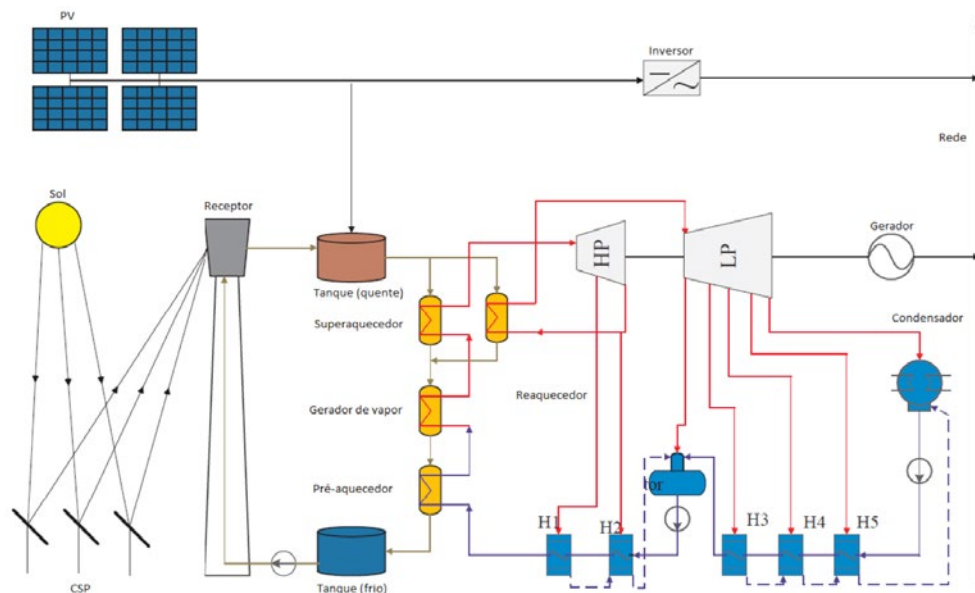 PV
Inversor
Rede
Sol
Receptor
Gerador
HP
LP
Tanque (quente)
Superaquecedor
Condensador
Reaquecedor
Gerador de vapor
Pré-aquecedor
H1
H2
H3
H4
H5
Tanque (frio)
CSP